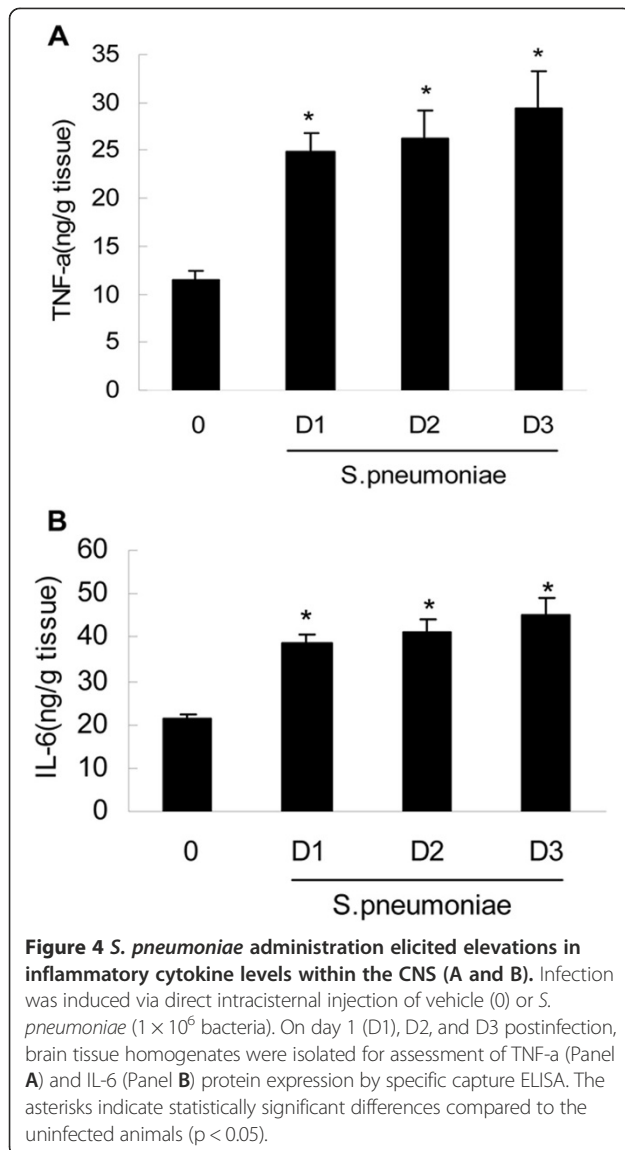 A
TNF-a(ng/g tissue)
35
30
25
20
15
10
5
0
*
*
*
0 D1 D2 D3
S.pneumoniae
B
IL-6(ng/g tissue)
60
50
40
30
20
10
0
*
*
*
0 D1 D2 D3
S.pneumoniae
Figure 4 S. pneumoniae administration elicited elevations in
inflammatory cytokine levels within the CNS (A and B). Infection
was induced via direct intracisternal injection of vehicle (0) or S.
pneumoniae (1 × 10⁶ bacteria). On day 1 (D1), D2, and D3 postinfection,
brain tissue homogenates were isolated for assessment of TNF-a (Panel
A) and IL-6 (Panel B) protein expression by specific capture ELISA. The
asterisks indicate statistically significant differences compared to the
uninfected animals (p < 0.05).